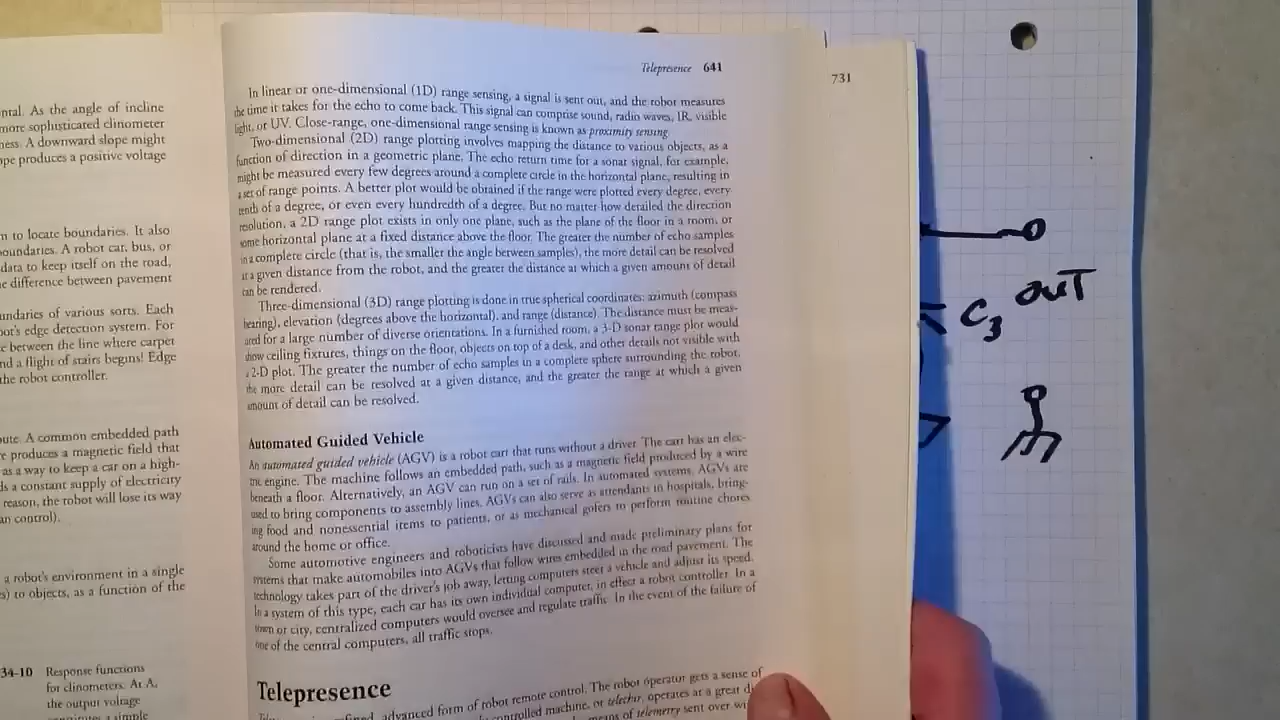 ntal. As the angle of incline
more sophisticated clinometer
ness. A downward slope might
ope produces a positive voltage
m to locate boundaries. It also
boundaries. A robot car, bus, or
data to keep itself on the road,
e difference between pavement
undaries of various sorts. Each
bot's edge detection system. For
e between the line where carpet
nd a flight of stairs begins! Edge
the robot controller.
oute. A common embedded path
e produces a magnetic field that
as a way to keep a car on a high-
ds a constant supply of electricity
reason, the robot will lose its way
an control).
a robot's environment in a single
s) to objects, as a function of the
34-10 Response functions
for clinometers. At A,
the output voltage
a simple
Telepresence 641
In linear or one-dimensional (1D) range sensing, a signal is sent out, and the robot measures
the time it takes for the echo to come back. This signal can comprise sound, radio waves, IR, visible
light, or UV. Close-range, one-dimensional range sensing is known as proximity sensing.
Two-dimensional (2D) range plotting involves mapping the distance to various objects, as a
function of direction in a geometric plane. The echo return time for a sonar signal, for example,
might be measured every few degrees around a complete circle in the horizontal plane, resulting in
a set of range points. A better plot would be obtained if the range were plotted every degree, every
tenth of a degree, or even every hundredth of a degree. But no matter how detailed the direction
resolution, a 2D range plot exists in only one plane, such as the plane of the floor in a room, or
some horizontal plane at a fixed distance above the floor. The greater the number of echo samples
in a complete circle (that is, the smaller the angle between samples), the more detail can be resolved
at a given distance from the robot, and the greater the distance at which a given amount of detail
can be rendered.
Three-dimensional (3D) range plotting is done in true spherical coordinates: azimuth (compass
bearing), elevation (degrees above the horizontal), and range (distance). The distance must be meas-
ured for a large number of diverse orientations. In a furnished room, a 3-D sonar range plot would
show ceiling fixtures, things on the floor, objects on top of a desk, and other details not visible with
a 2-D plot. The greater the number of echo samples in a complete sphere surrounding the robot,
the more detail can be resolved at a given distance, and the greater the range at which a given
amount of detail can be resolved.
Automated Guided Vehicle
An automated guided vehicle (AGV) is a robot cart that runs without a driver. The cart has an elec-
tric engine. The machine follows an embedded path, such as a magnetic field produced by a wire
beneath a floor. Alternatively, an AGV can run on a set of rails. In automated systems, AGVs are
used to bring components to assembly lines. AGVs can also serve as attendants in hospitals, bring-
ing food and nonessential items to patients, or as mechanical gofers to perform routine chores
around the home or office.
Some automotive engineers and roboticists have discussed and made preliminary plans for
systems that make automobiles into AGVs that follow wires embedded in the road pavement. The
technology takes part of the driver's job away, letting computers steer a vehicle and adjust its speed.
In a system of this type, each car has its own individual computer, in effect a robot controller. In a
town or city, centralized computers would oversee and regulate traffic. In the event of the failure of
one of the central computers, all traffic stops.
Telepresence
advanced form of robot remote control. The robot operator gets a sense of
controlled machine, or telechir, operates at a great
means of telemetry sent over
731
OUT
C3